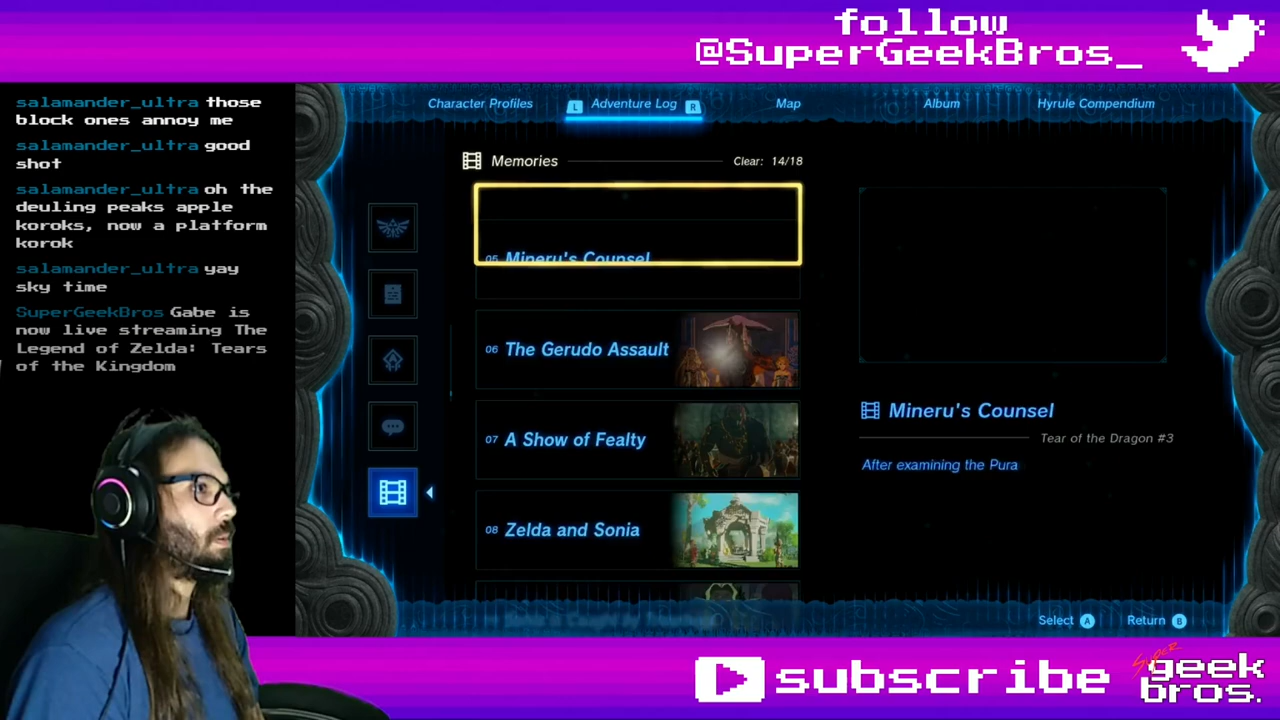 follow
@SuperGeekBros_
salamander_ultra those
block ones annoy me
salamander_ultra good
shot
salamander_ultra oh the
deuling peaks apple
koroks, now a platform
korok
salamander_ultra yay
sky time
SuperGeekBros Gabe is
now live streaming The
Legend of Zelda: Tears
of the Kingdom
Character Profiles
L Adventure Log R
Map
Album
Hyrule Compendium
Memories Clear: 14/18
05 Mineru's Counsel
06 The Gerudo Assault
07 A Show of Fealty
08 Zelda and Sonia
Mineru's Counsel
Tear of the Dragon #3
After examining the Pura
Select A Return B
subscribe
Super
geek
bros.